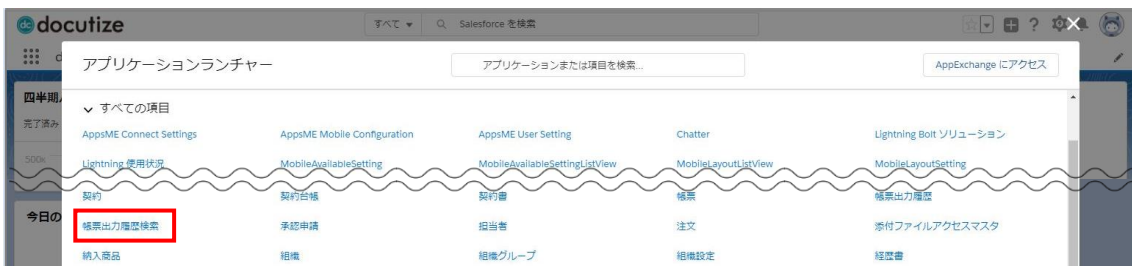 docutize すべて Salesforce を検索
アプリケーションランチャー アプリケーションまたは項目を検索... AppExchange にアクセス
四半期
すべての項目
完了済み
AppsME Connect Settings AppsME Mobile Configuration AppsME User Setting Chatter Lightning Bolt ソリューション
500k Lightning 使用状況 MobileAvailableSetting MobileAvailableSettingListView MobileLayoutListView MobileLayoutSetting
契約 契約台帳 契約書 帳票 帳票出力履歴
今日の 帳票出力履歴検索 承認申請 担当者 注文 添付ファイルアクセスマスタ
納入商品 組織 組織グループ 組織設定 経歴書